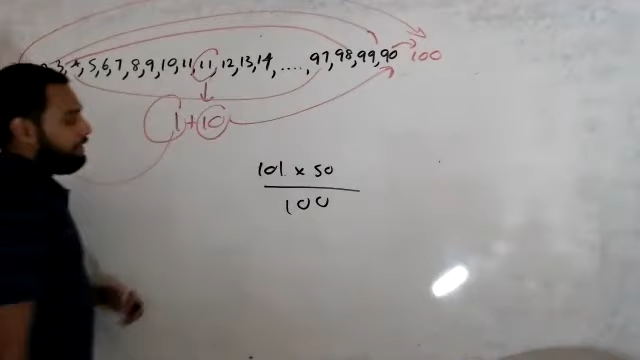 3, 4, 5, 6, 7, 8, 9, 10, 11, 11, 12, 13, 14, ...., 97, 98, 99, 90 100
1 + 10
101 x 50
100